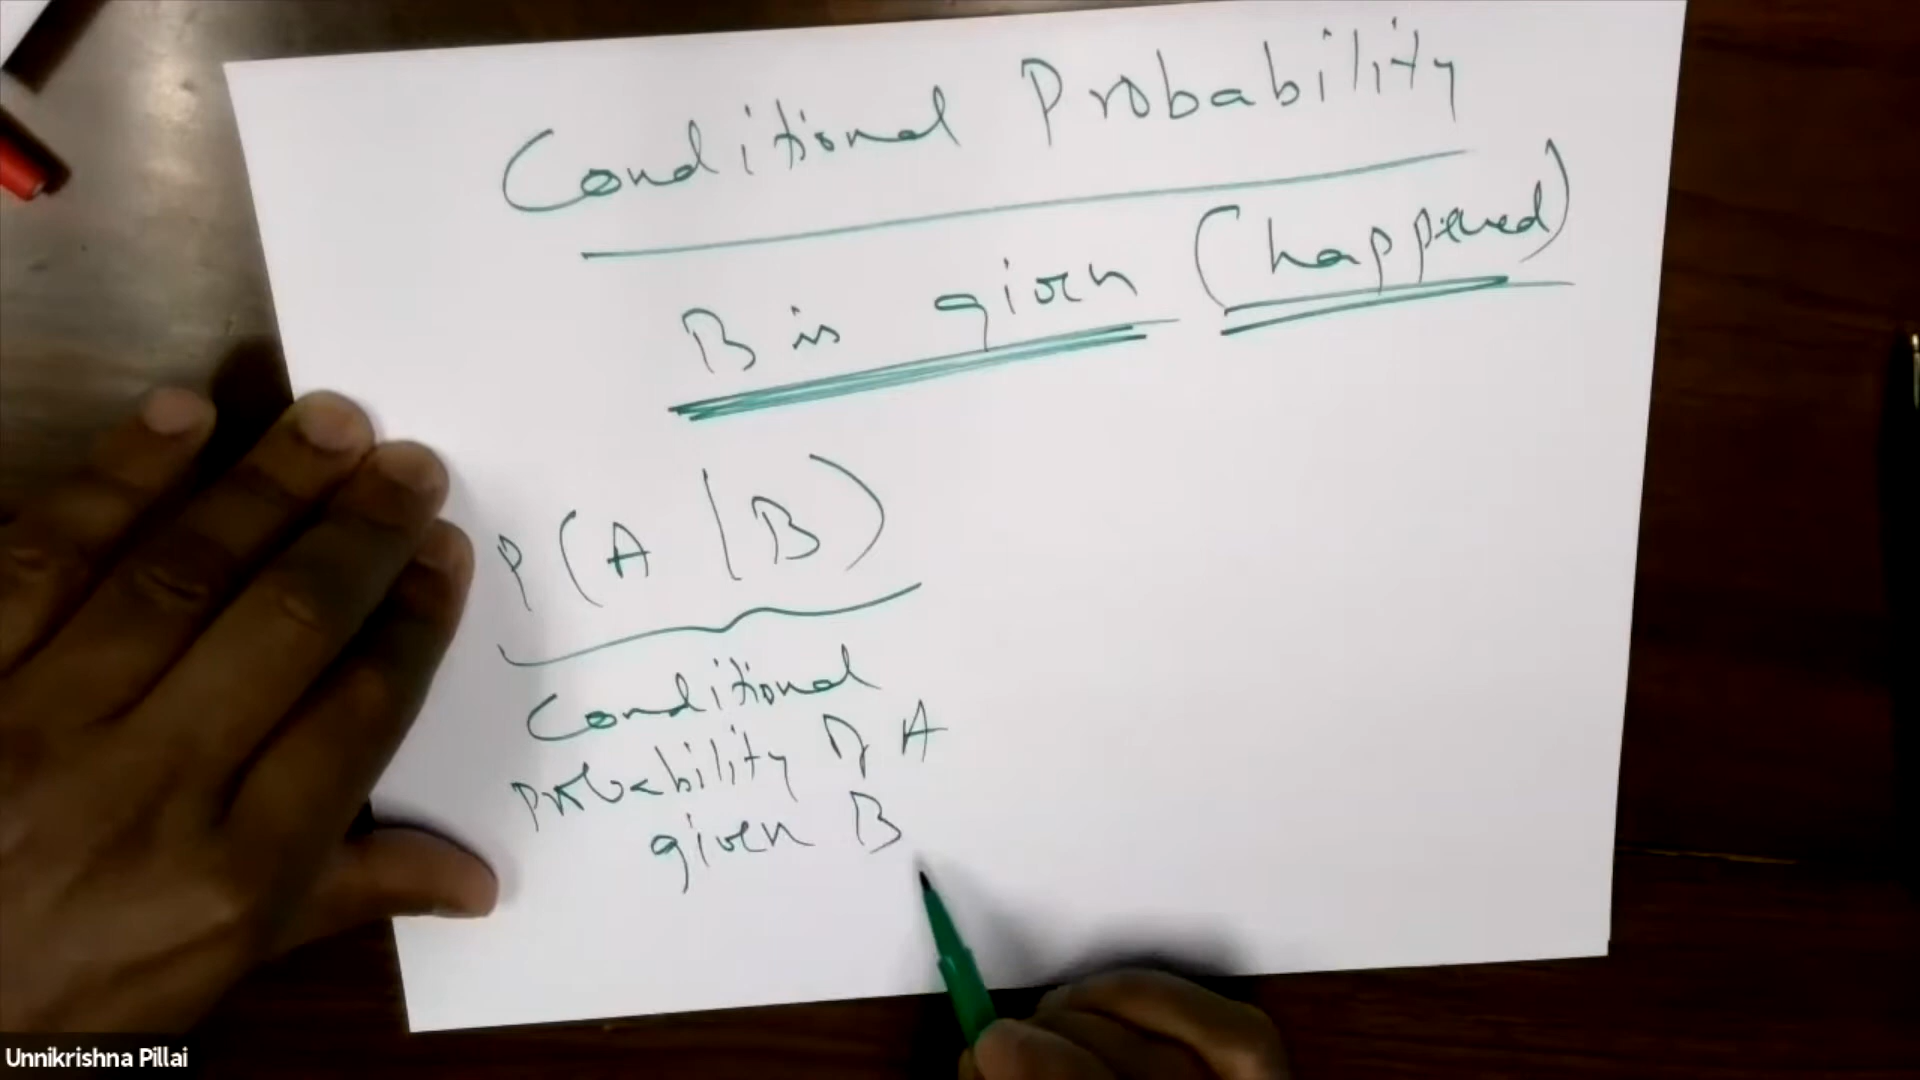 Conditional Probability
B is given (happened)
P(A|B)
Conditional
probability of A
given B
Unnikrishna Pillai